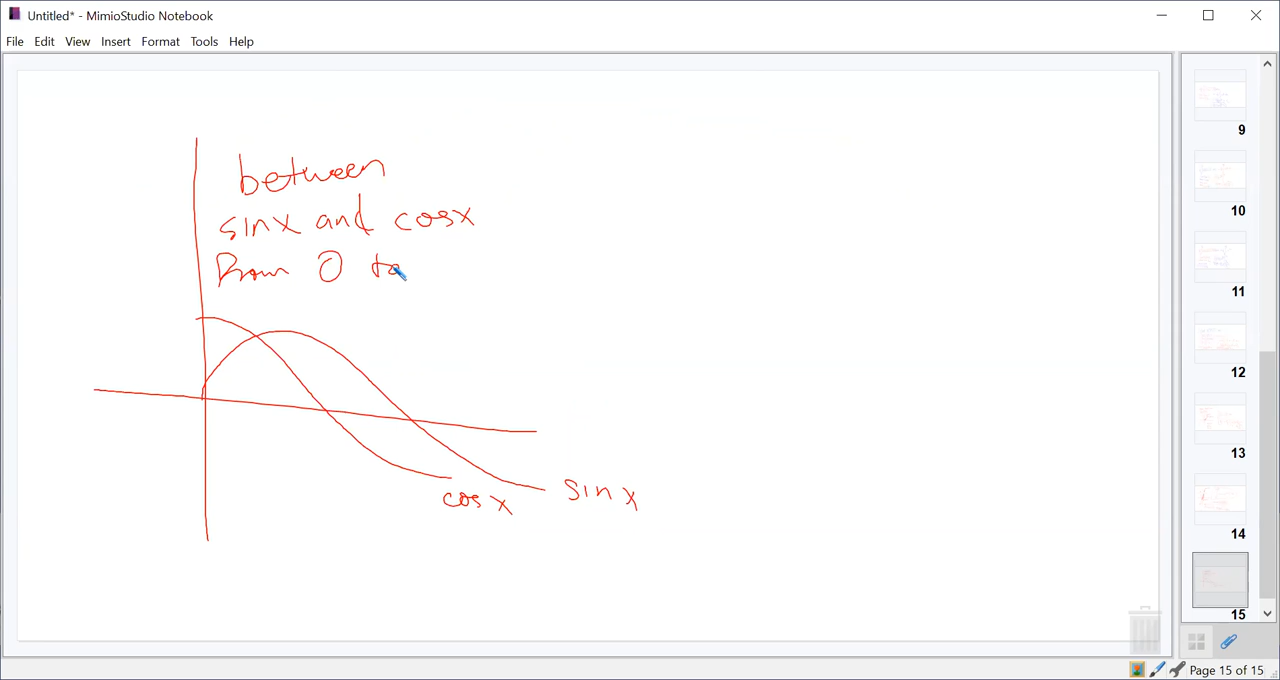 Untitled* - MimioStudio Notebook
File Edit View Insert Format Tools Help
between
sinx and cosx
From 0 to
cos x
sin x
9
10
11
12
13
14
15
Page 15 of 15